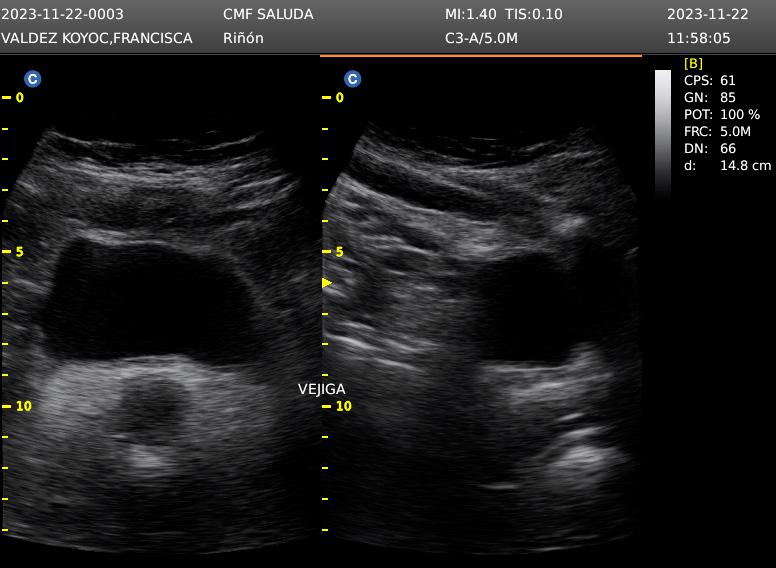 2023-11-22-0003 CMF SALUDA MI:1.40 TIS:0.10 2023-11-22
VALDEZ KOYOC,FRANCISCA Riñón C3-A/5.0M 11:58:05
C
C
[B]
CPS: 61
GN: 85
POT: 100 %
FRC: 5.0M
DN: 66
d: 14.8 cm
0
0
5
5
VEJIGA
10
10